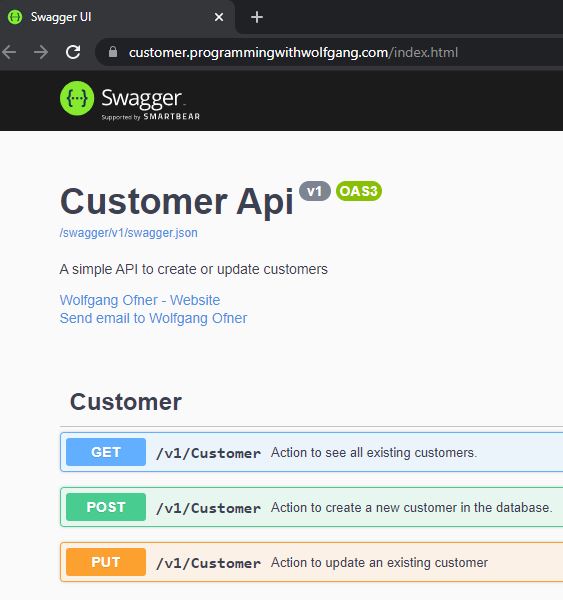 Swagger UI
customer.programmingwithwolfgang.com/index.html
{...} Swagger
Supported by SMARTBEAR
Customer Api v1 OAS3
/swagger/v1/swagger.json
A simple API to create or update customers
Wolfgang Ofner - Website
Send email to Wolfgang Ofner
Customer
GET /v1/Customer Action to see all existing customers.
POST /v1/Customer Action to create a new customer in the database.
PUT /v1/Customer Action to update an existing customer